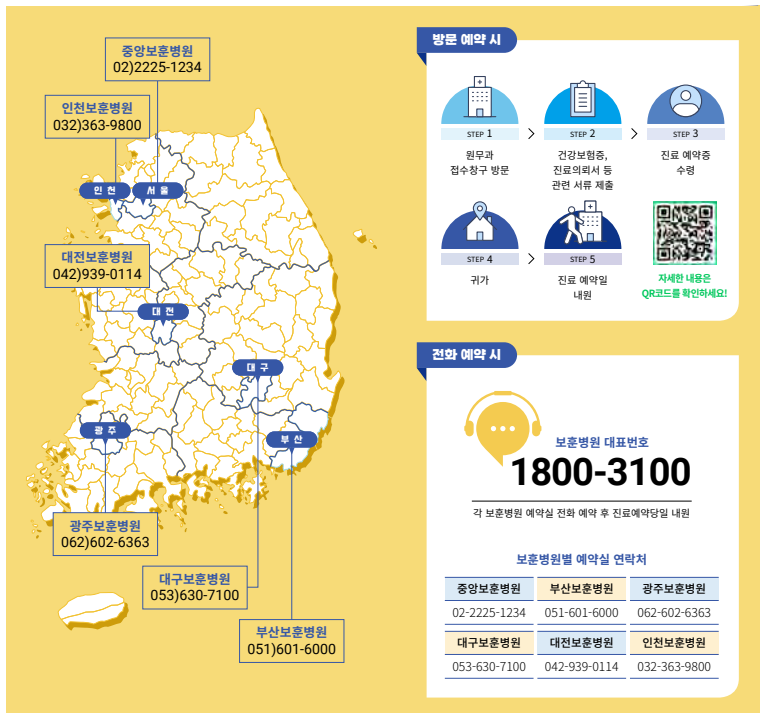 중앙보훈병원
02)2225-1234
인천보훈병원
032)363-9800
인천
서울
대전보훈병원
042)939-0114
대전
대구
광주
부산
광주보훈병원
062)602-6363
대구보훈병원
053)630-7100
부산보훈병원
051)601-6000
방문 예약 시
STEP 1
원무과
접수창구 방문
STEP 2
건강보험증,
진료의뢰서 등
관련 서류 제출
STEP 3
진료 예약증
수령
STEP 4
귀가
STEP 5
진료 예약일
내원
자세한 내용은
QR코드를 확인하세요!
전화 예약 시
보훈병원 대표번호
1800-3100
각 보훈병원 예약실 전화 예약 후 진료예약당일 내원
보훈병원별 예약실 연락처
중앙보훈병원 부산보훈병원 광주보훈병원
02-2225-1234 051-601-6000 062-602-6363
대구보훈병원 대전보훈병원 인천보훈병원
053-630-7100 042-939-0114 032-363-9800